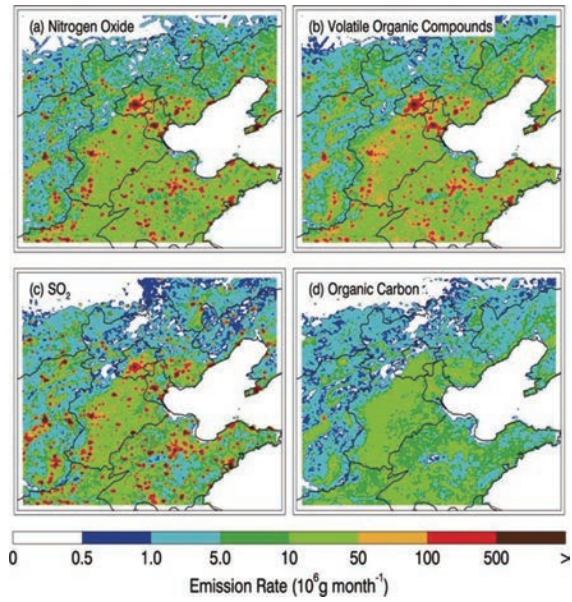 (a) Nitrogen Oxide
(b) Volatile Organic Compounds
(c) SO₂
(d) Organic Carbon
0 0.5 1.0 5.0 10 50 100 500 >
Emission Rate (10⁶g month⁻¹)